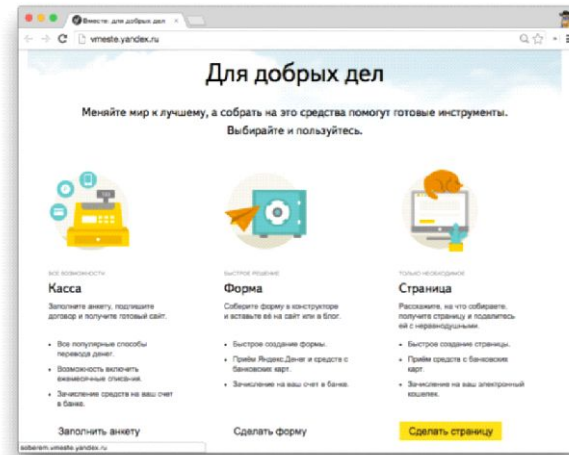 Вместе: для добрых дел
vmeste.yandex.ru
Для добрых дел
Меняйте мир к лучшему, а собрать на это средства помогут готовые инструменты.
Выбирайте и пользуйтесь.
ВСЕ ВОЗМОЖНОСТИ
Касса
Заполните анкету, подпишите
договор и получите готовый сайт.
• Все популярные способы
перевода денег.
• Возможность включить
ежемесячные списания.
• Зачисление средств на ваш счет
в банке.
Заполнить анкету
БЫСТРОЕ РЕШЕНИЕ
Форма
Соберите форму в конструкторе
и вставьте её на сайт или в блог.
• Быстрое создание формы.
• Приём Яндекс.Денег и средств с
банковских карт.
• Зачисление на ваш счет в банке.
Сделать форму
ТОЛЬКО НЕОБХОДИМОЕ
Страница
Расскажите, на что собираете,
получите страницу и поделитесь
ей с неравнодушными.
• Быстрое создание страницы.
• Приём средств с банковских
карт.
• Зачисление на ваш электронный
кошелек.
Сделать страницу
soberem.vmeste.yandex.ru